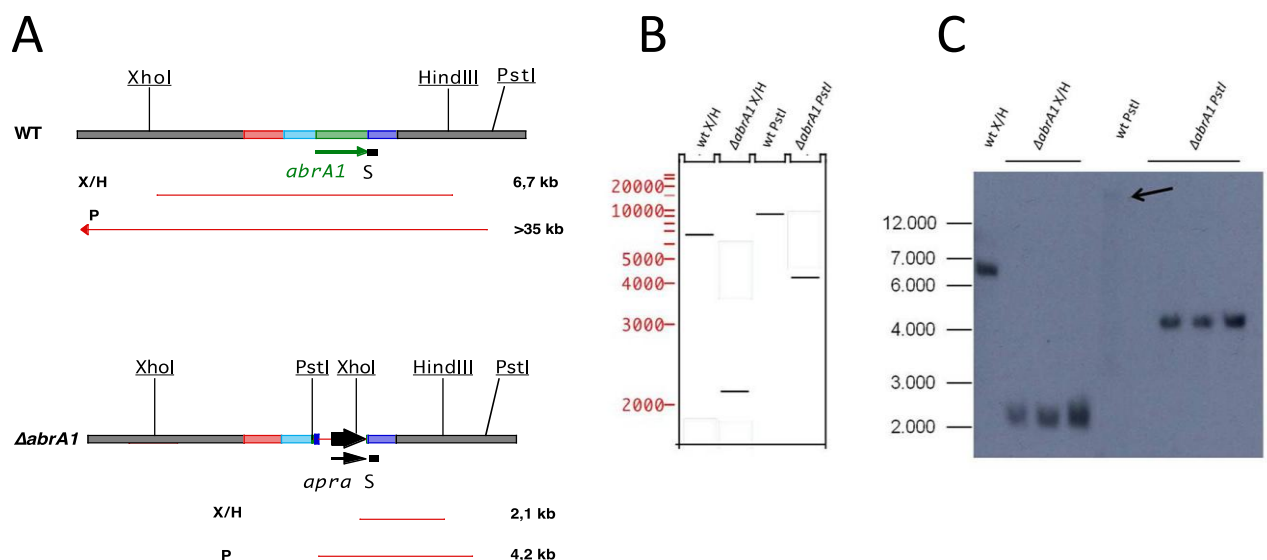 A
XhoI
HindIII
PstI
WT
abrA1
S
X/H
6,7 kb
P
>35 kb
XhoI
PstI
XhoI
HindIII
PstI
ΔabrA1
apra
S
X/H
2,1 kb
P
4,2 kb
B
wt X/H
ΔabrA1 X/H
wt PstI
ΔabrA1 PstI
20000
10000
5000
4000
3000
2000
C
wt X/H
ΔabrA1 X/H
wt PstI
ΔabrA1 PstI
12.000
7.000
6.000
4.000
3.000
2.000